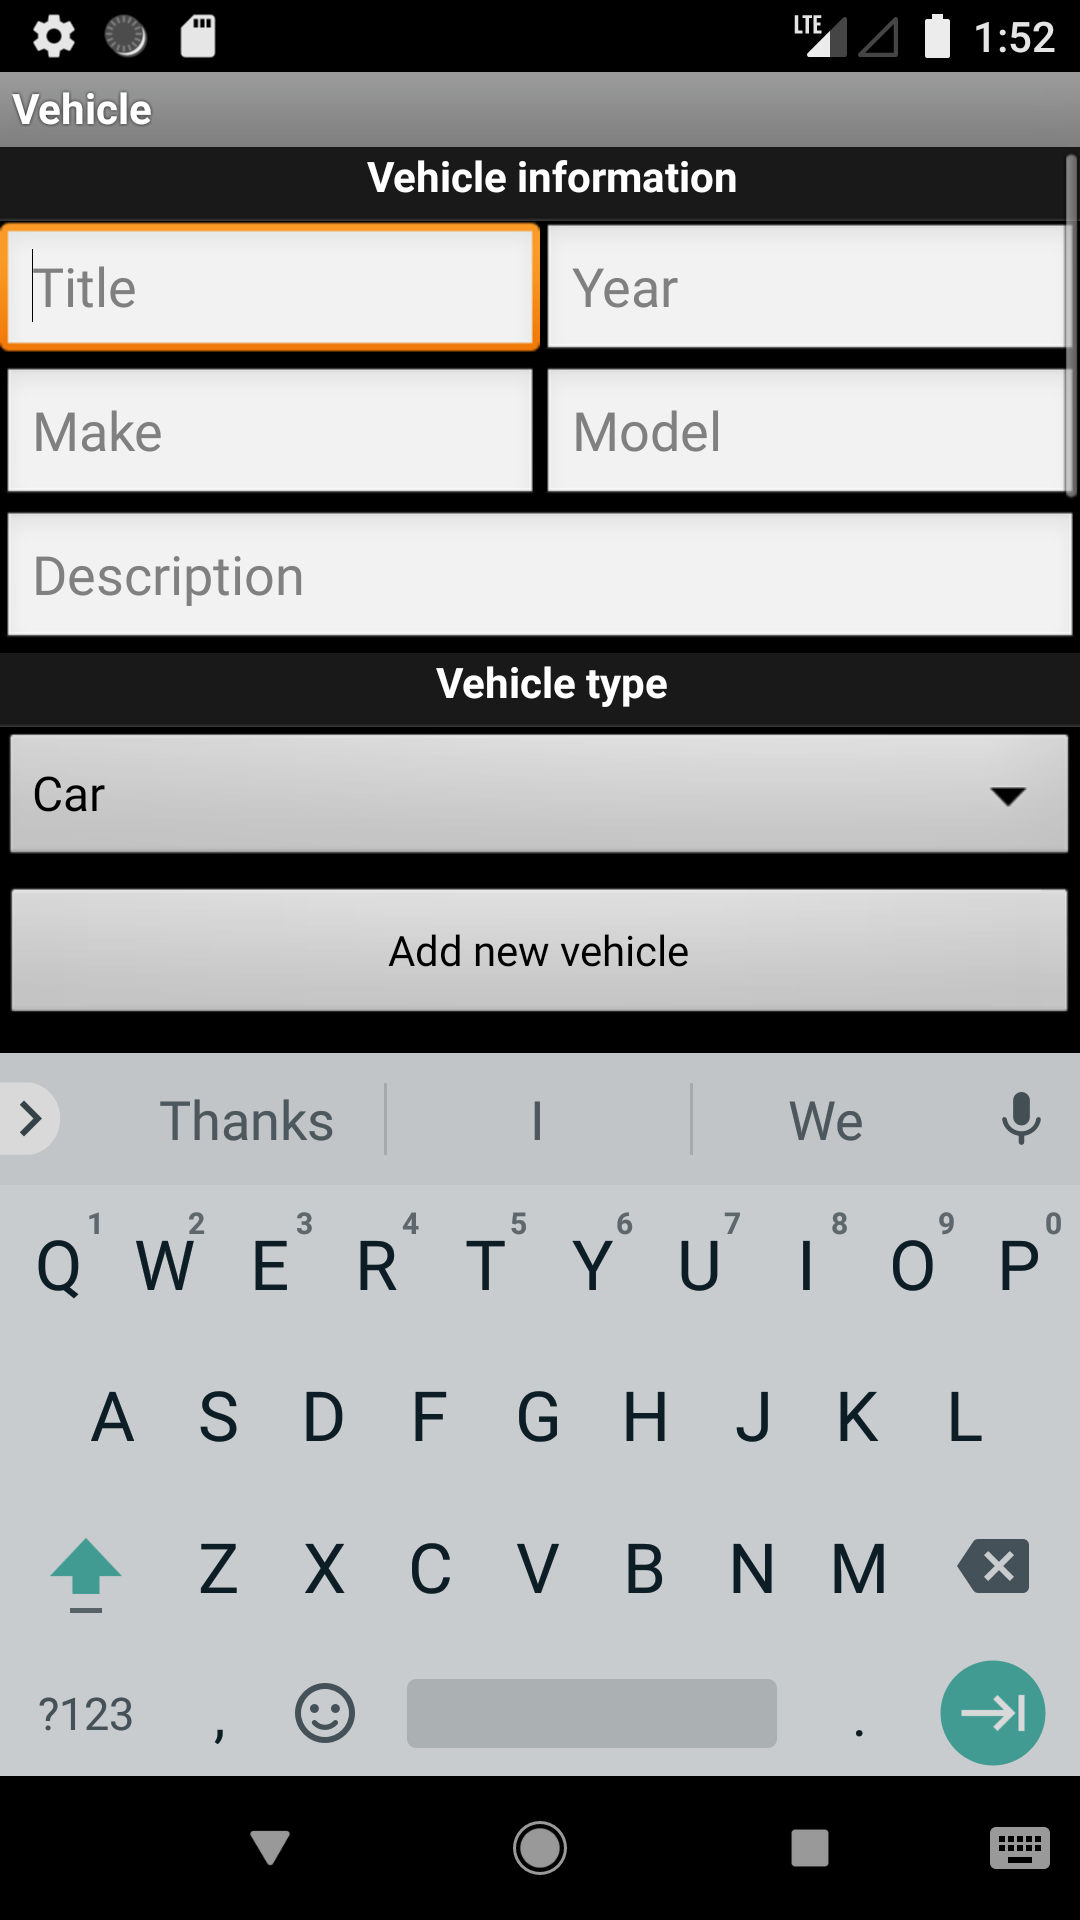 LTE 1:52
Vehicle
Vehicle information
Title Year
Make Model
Description
Vehicle type
Car
Add new vehicle
Thanks I We
1 2 3 4 5 6 7 8 9 0
Q W E R T Y U I O P
A S D F G H J K L
Z X C V B N M
?123 , .